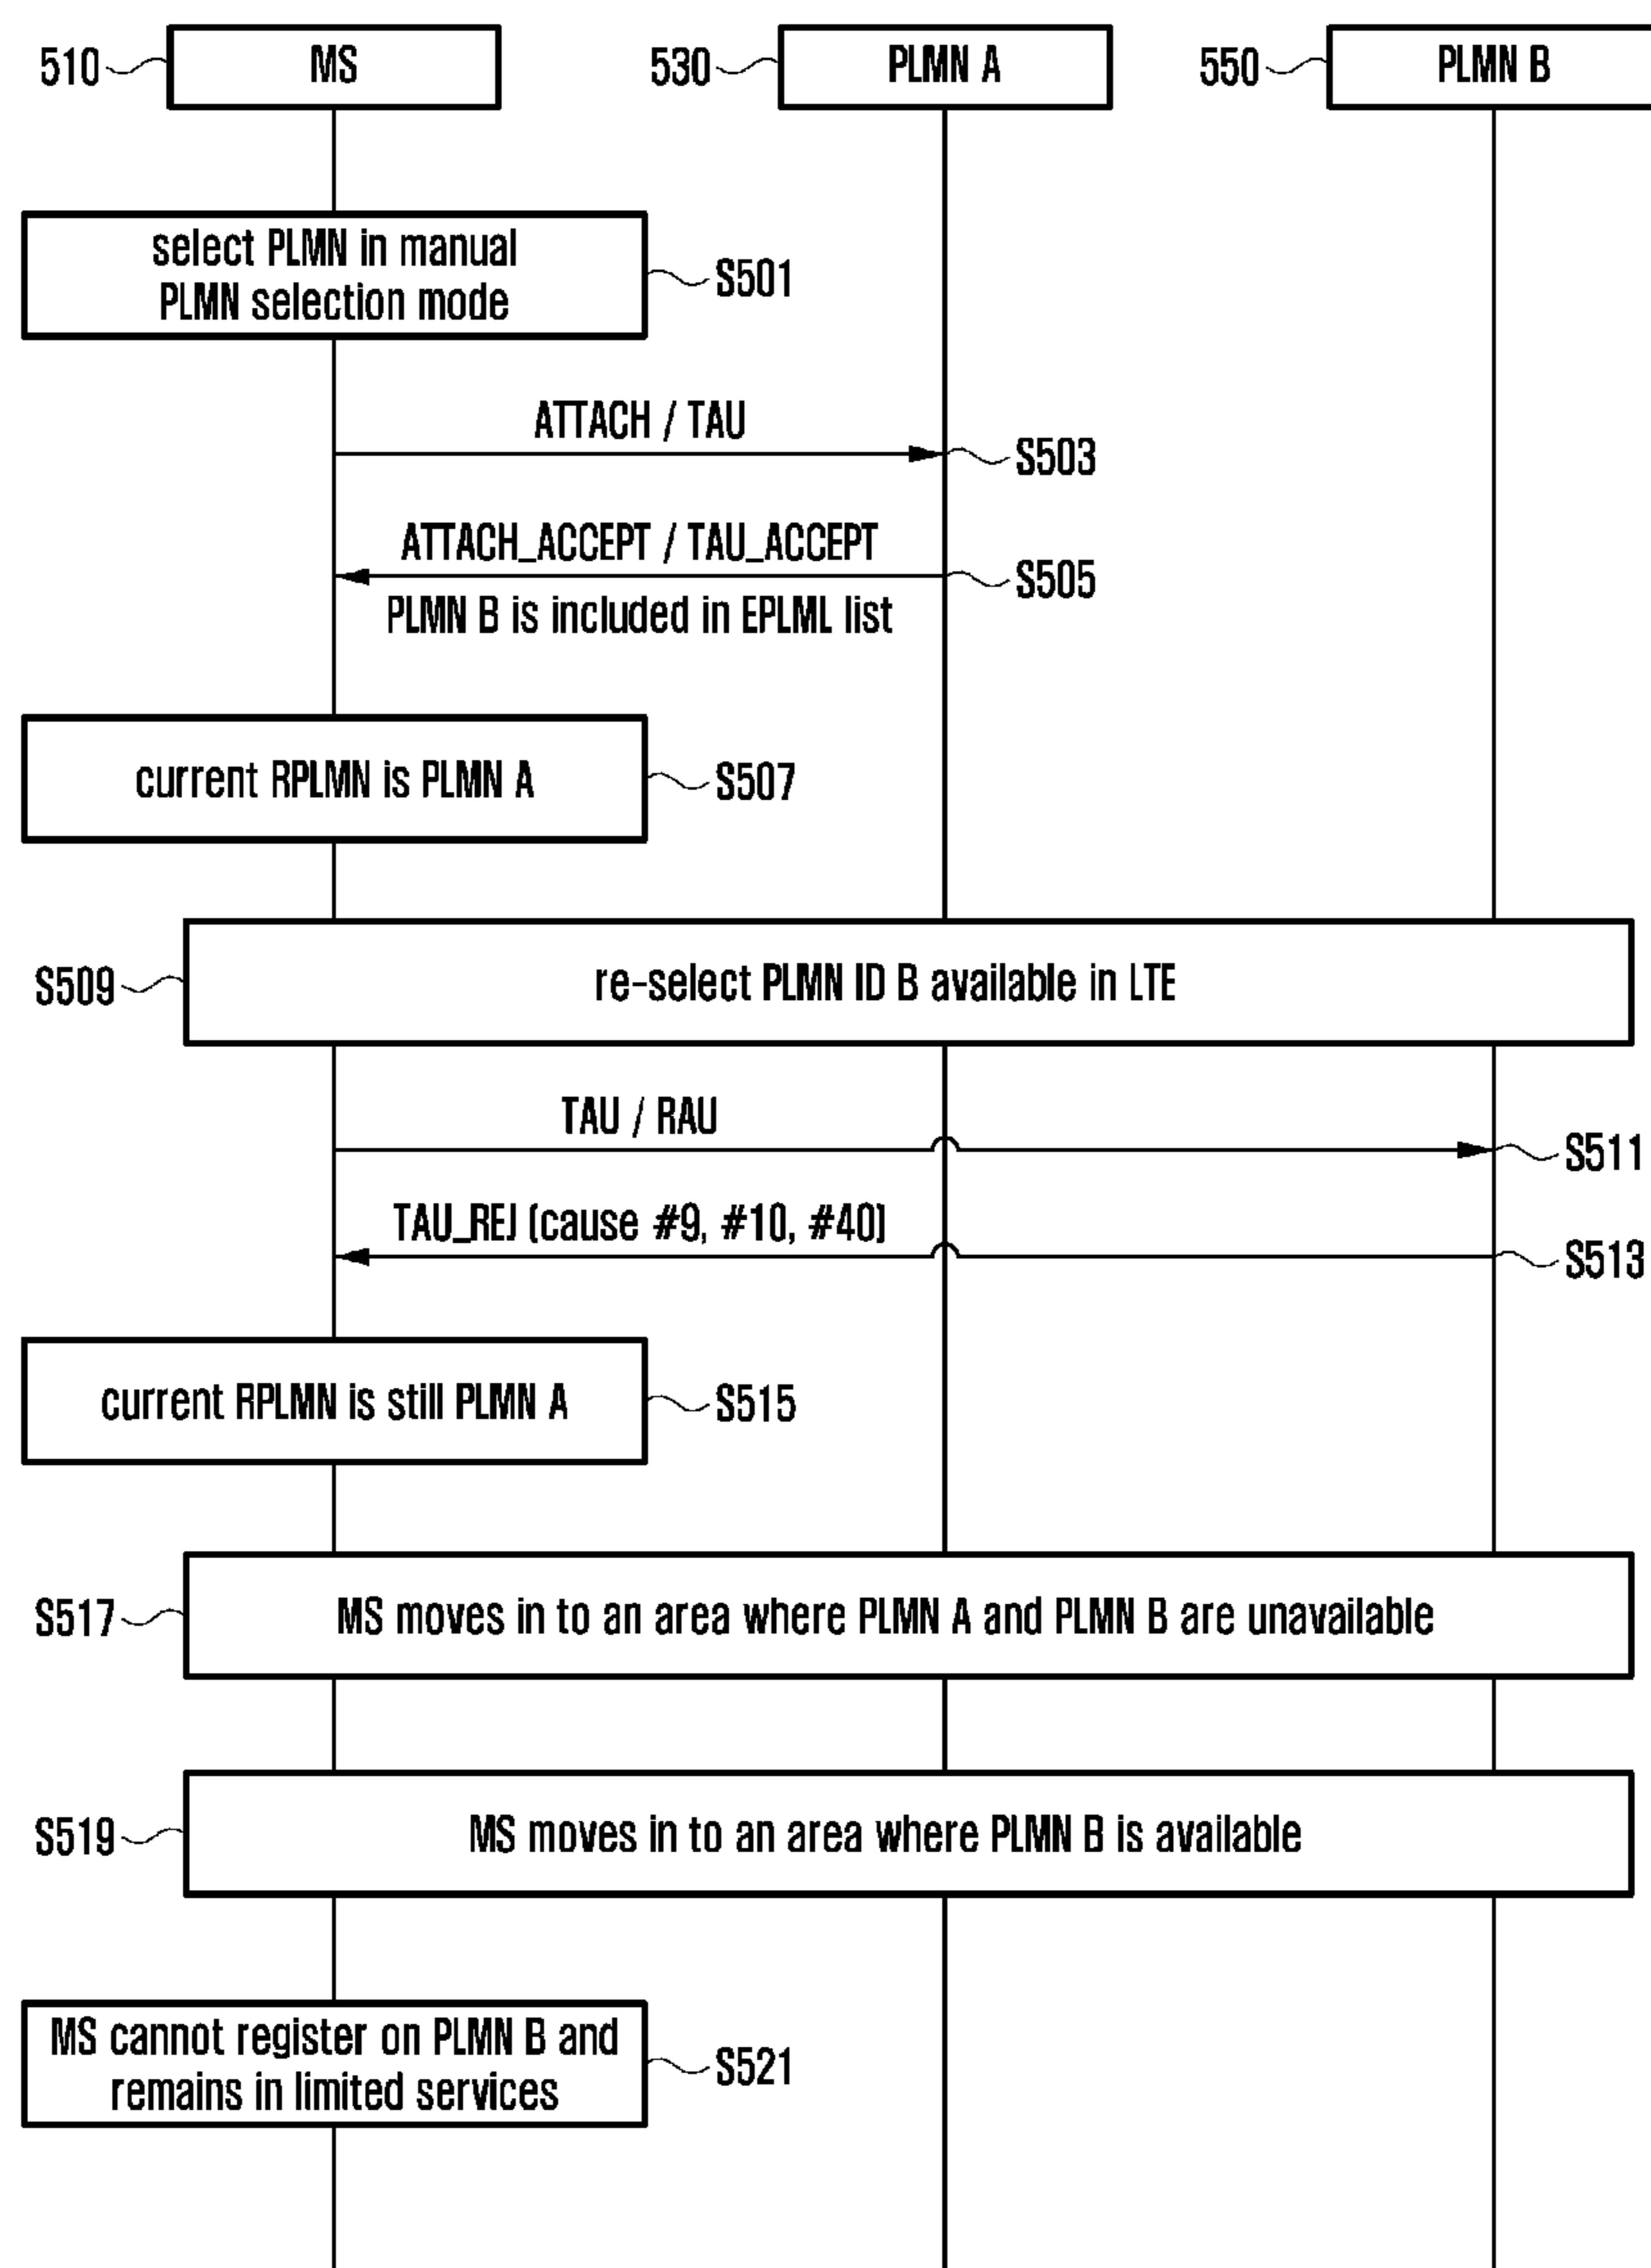 510 MS 530 PLMN A 550 PLMN B
select PLMN in manual
PLMN selection mode
S501
ATTACH / TAU
S503
ATTACH_ACCEPT / TAU_ACCEPT
S505
PLMN B is included in EPLML list
current RPLMN is PLMN A
S507
S509
re-select PLMN ID B available in LTE
TAU / RAU
S511
TAU_REJ (cause #9, #10, #40)
S513
current RPLMN is still PLMN A
S515
S517
MS moves in to an area where PLMN A and PLMN B are unavailable
S519
MS moves in to an area where PLMN B is available
MS cannot register on PLMN B and
remains in limited services
S521